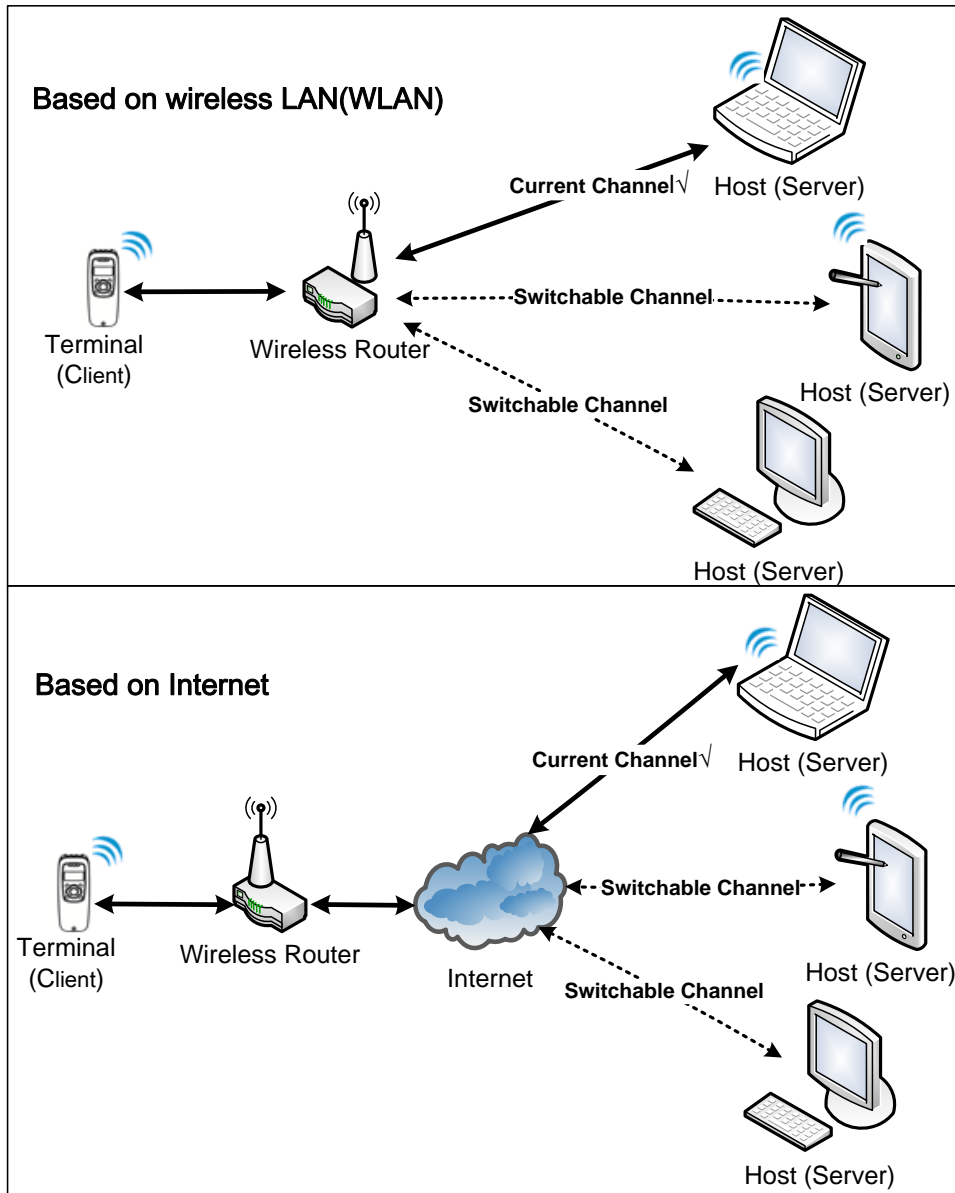 Based on wireless LAN(WLAN)
Current Channel√
Host (Server)
Switchable Channel
Terminal
(Client)
Wireless Router
Host (Server)
Switchable Channel
Host (Server)
Based on Internet
Current Channel√
Host (Server)
Switchable Channel
Terminal
(Client)
Wireless Router
Internet
Host (Server)
Switchable Channel
Host (Server)